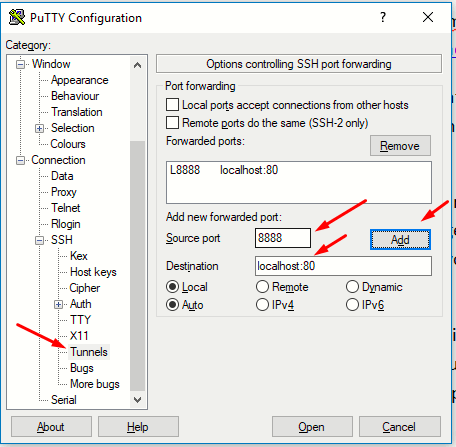 PuTTY Configuration
Category:
Window
Appearance
Behaviour
Translation
Selection
Colours
Connection
Data
Proxy
Telnet
Rlogin
SSH
Kex
Host keys
Cipher
Auth
TTY
X11
Tunnels
Bugs
More bugs
Serial
Options controlling SSH port forwarding
Port forwarding
Local ports accept connections from other hosts
Remote ports do the same (SSH-2 only)
Forwarded ports:
Remove
L8888 localhost:80
Add new forwarded port:
Source port 8888 Add
Destination localhost:80
Local Remote Dynamic
Auto IPv4 IPv6
About Help Open Cancel